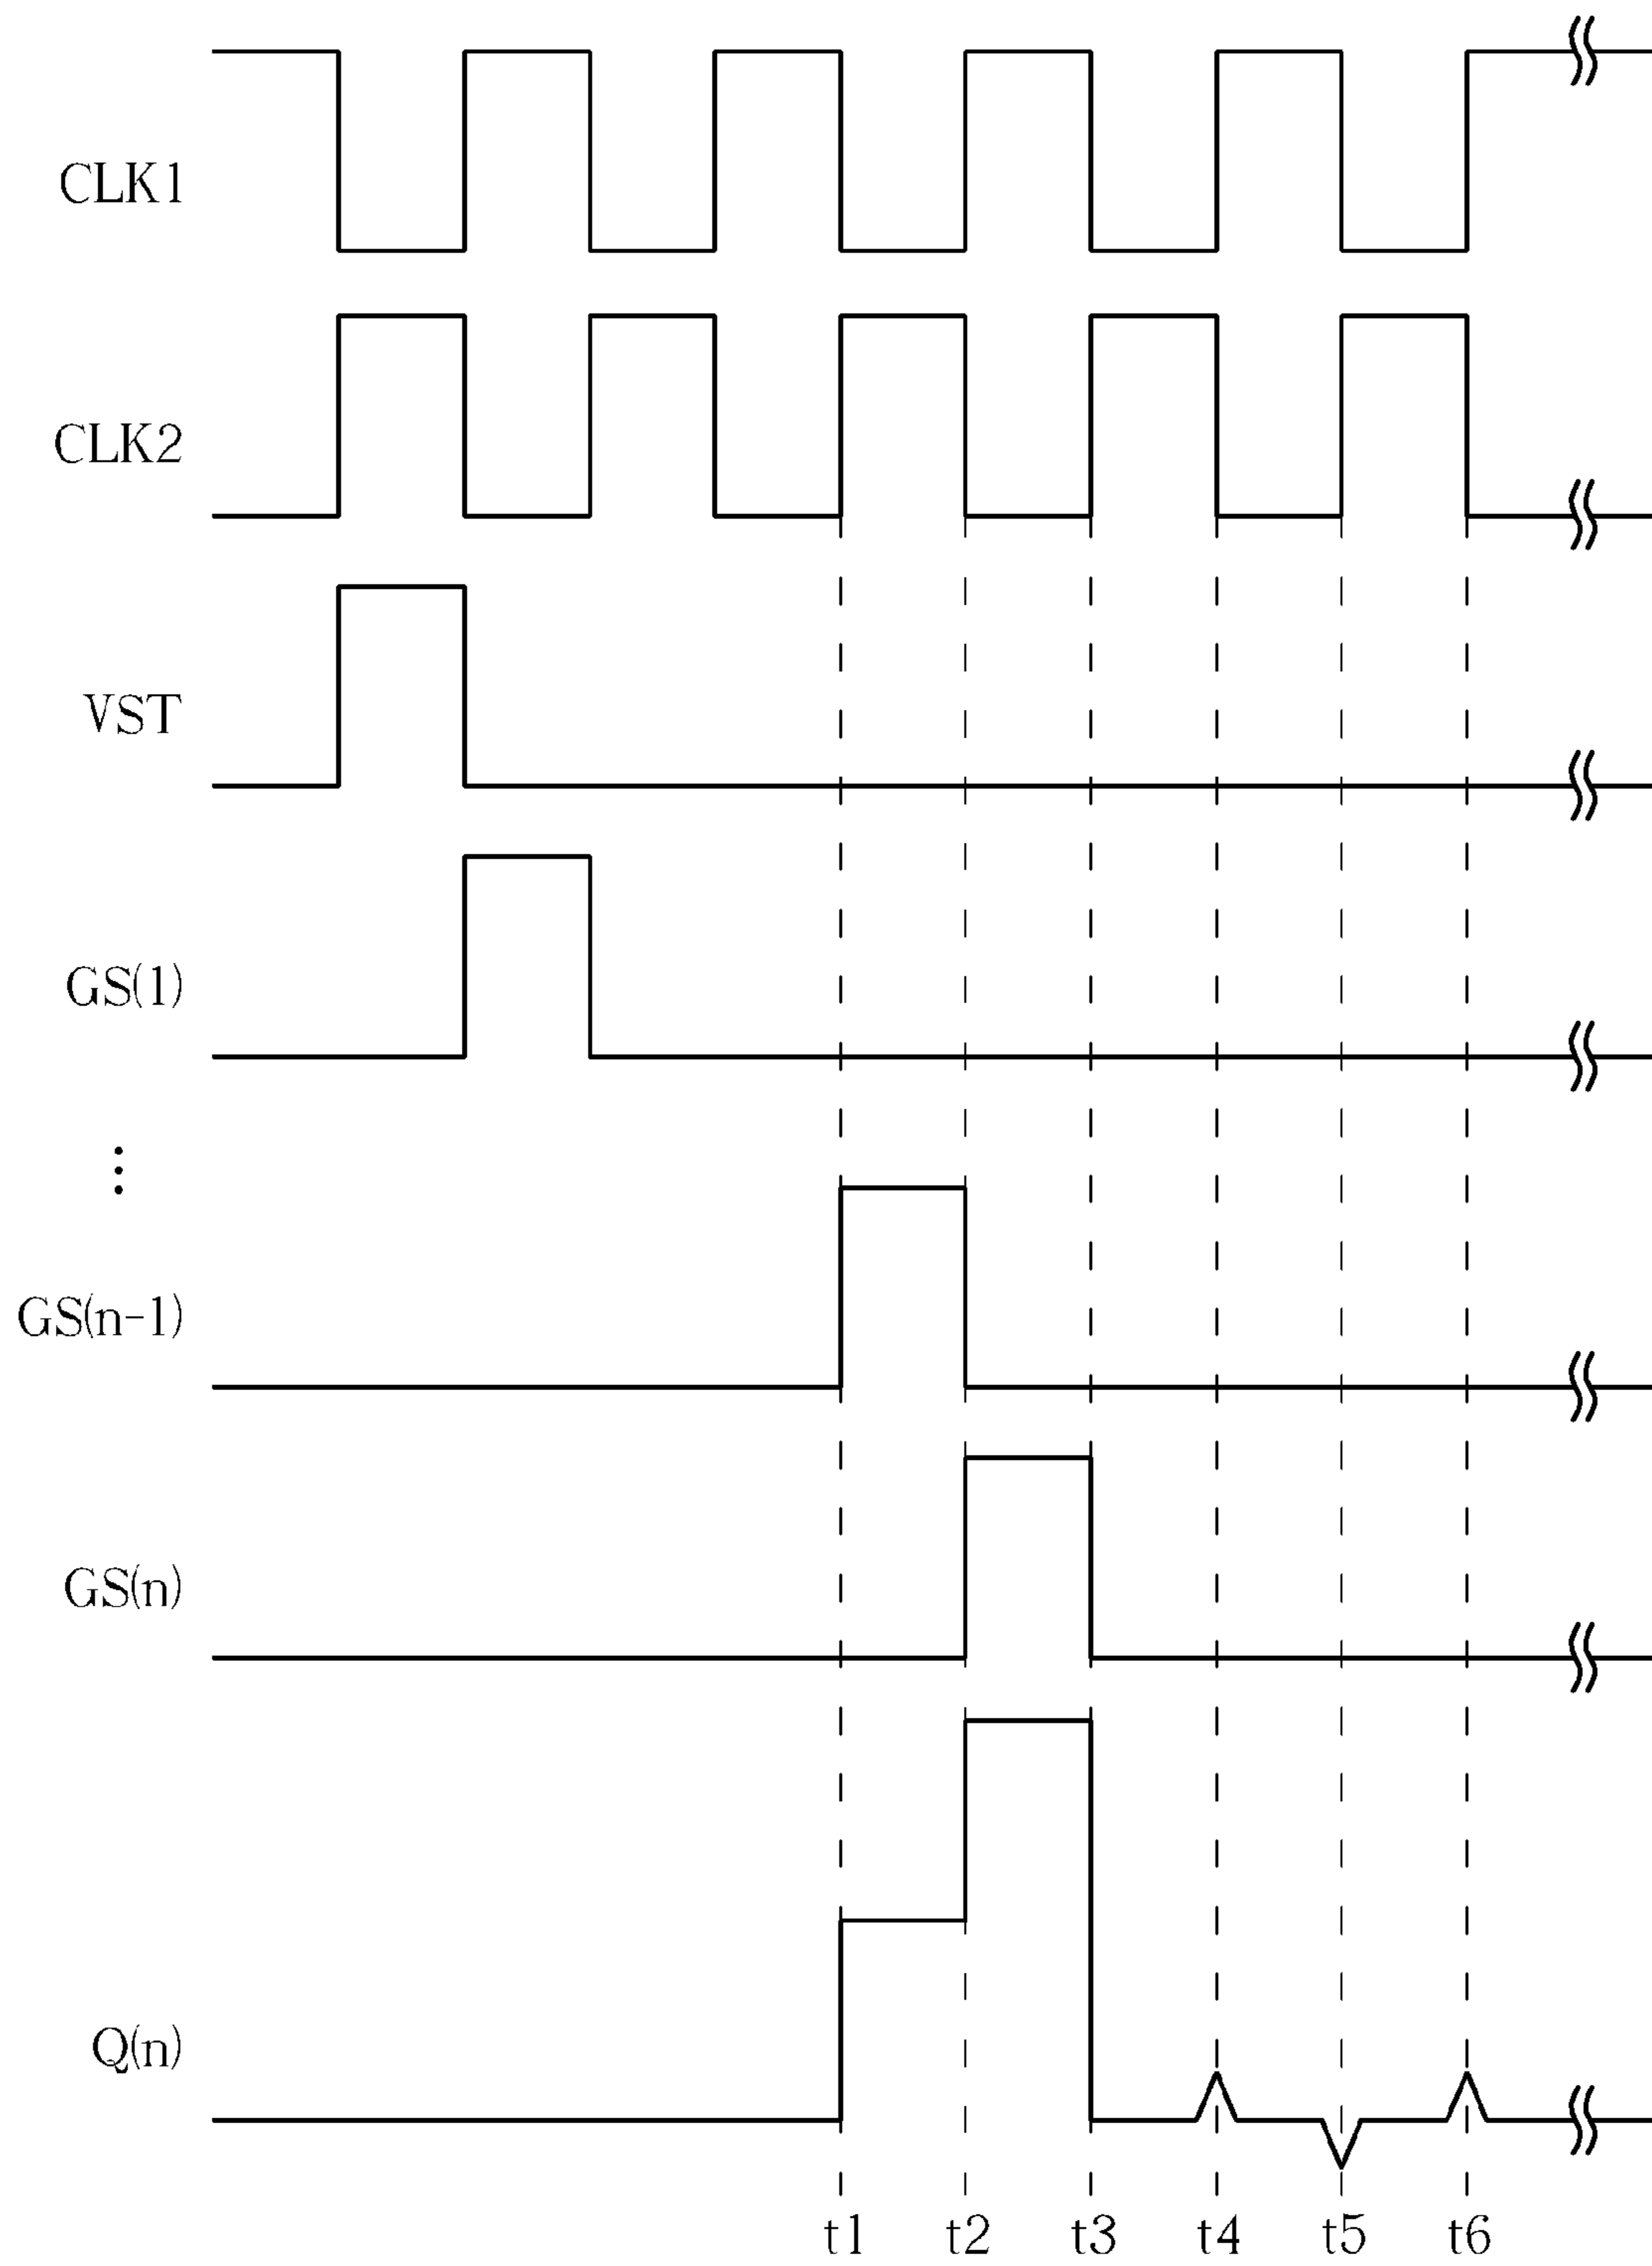 CLK1
CLK2
VST
GS(1)
GS(n-1)
GS(n)
Q(n)
t1 t2 t3 t4 t5 t6